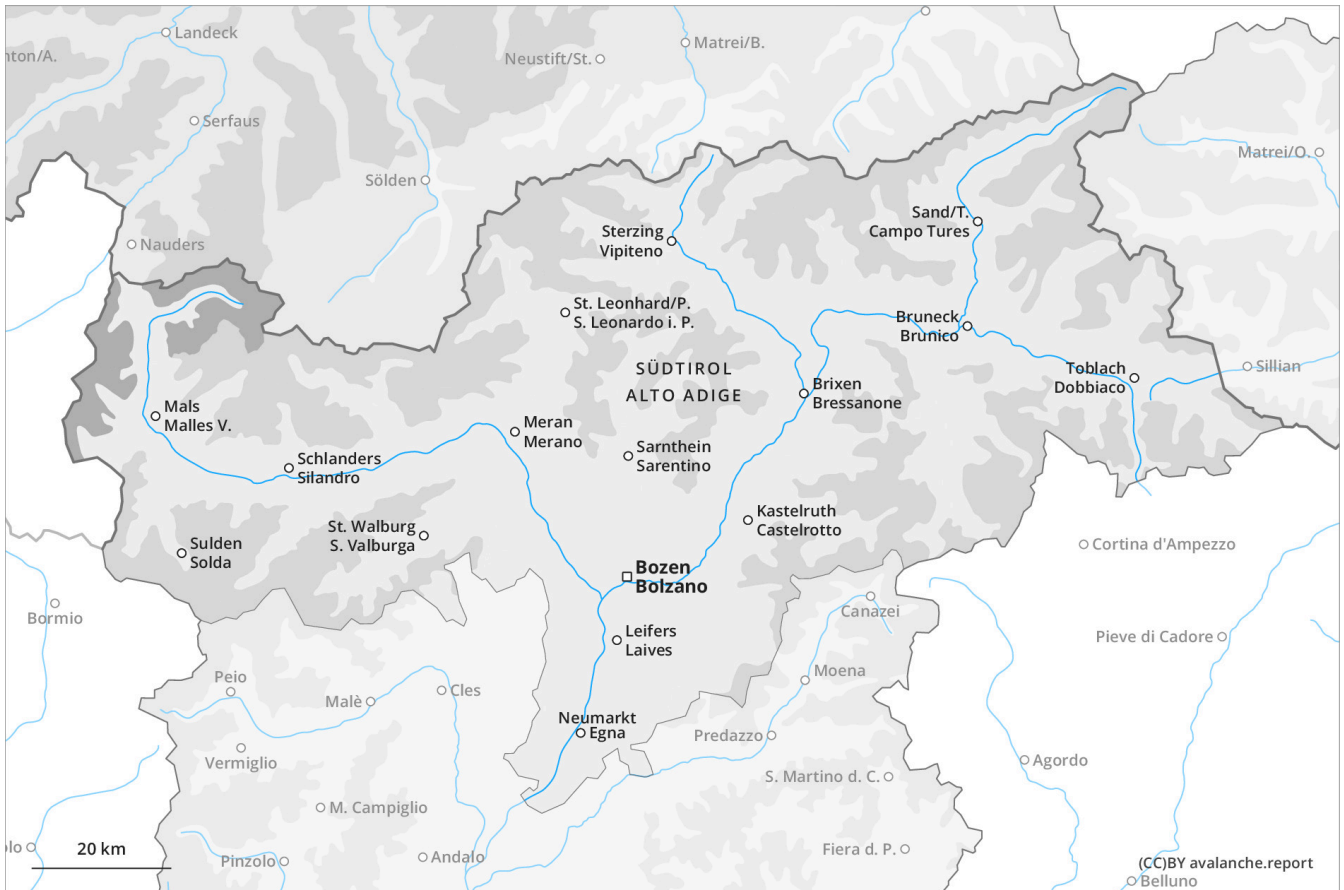 Landeck
nton/A.
Matrei/B.
Neustift/St.
Serfaus
Matrei/O.
Sölden
Sand/T.
Campo Tures
Sterzing
Vipiteno
Nauders
St. Leonhard/P.
S. Leonardo i. P.
Bruneck
Brunico
SÜDTIROL
ALTO ADIGE
Toblach
Dobbiaco
Sillian
Brixen
Bressanone
Mals
Malles V.
Meran
Merano
Schlanders
Silandro
Sarnthein
Sarentino
Kastelruth
Castelrotto
St. Walburg
S. Valburga
Sulden
Solda
Cortina d'Ampezzo
Bozen
Bolzano
Bormio
Canazei
Leifers
Laives
Pieve di Cadore
Peio
Malè
Cles
Moena
Neumarkt
Egna
Predazzo
Vermiglio
Agordo
S. Martino d. C.
M. Campiglio
20 km
olo
Pinzolo
Andalo
Fiera d. P.
(CC)BY avalanche.report
Belluno